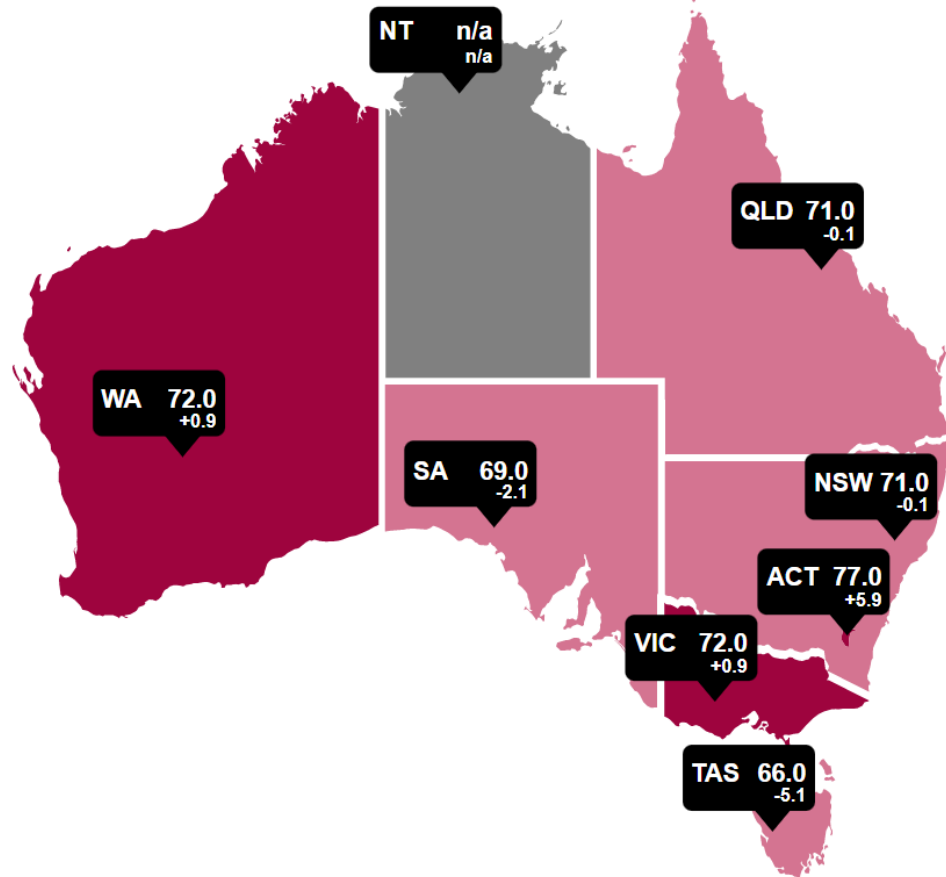 NT n/a
n/a
QLD 71.0
-0.1
WA 72.0
+0.9
SA 69.0
-2.1
NSW 71.0
-0.1
ACT 77.0
+5.9
VIC 72.0
+0.9
TAS 66.0
-5.1